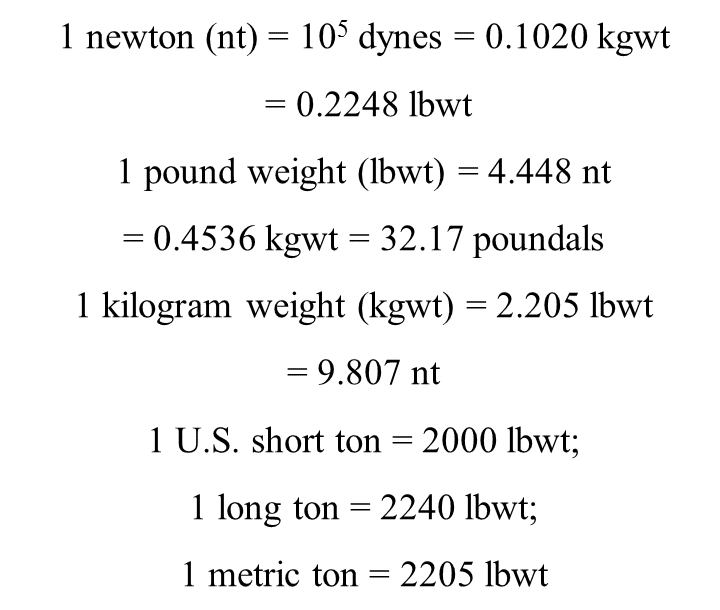 1 newton (nt) = 10⁵ dynes = 0.1020 kgwt
= 0.2248 lbwt
1 pound weight (lbwt) = 4.448 nt
= 0.4536 kgwt = 32.17 poundals
1 kilogram weight (kgwt) = 2.205 lbwt
= 9.807 nt
1 U.S. short ton = 2000 lbwt;
1 long ton = 2240 lbwt;
1 metric ton = 2205 lbwt